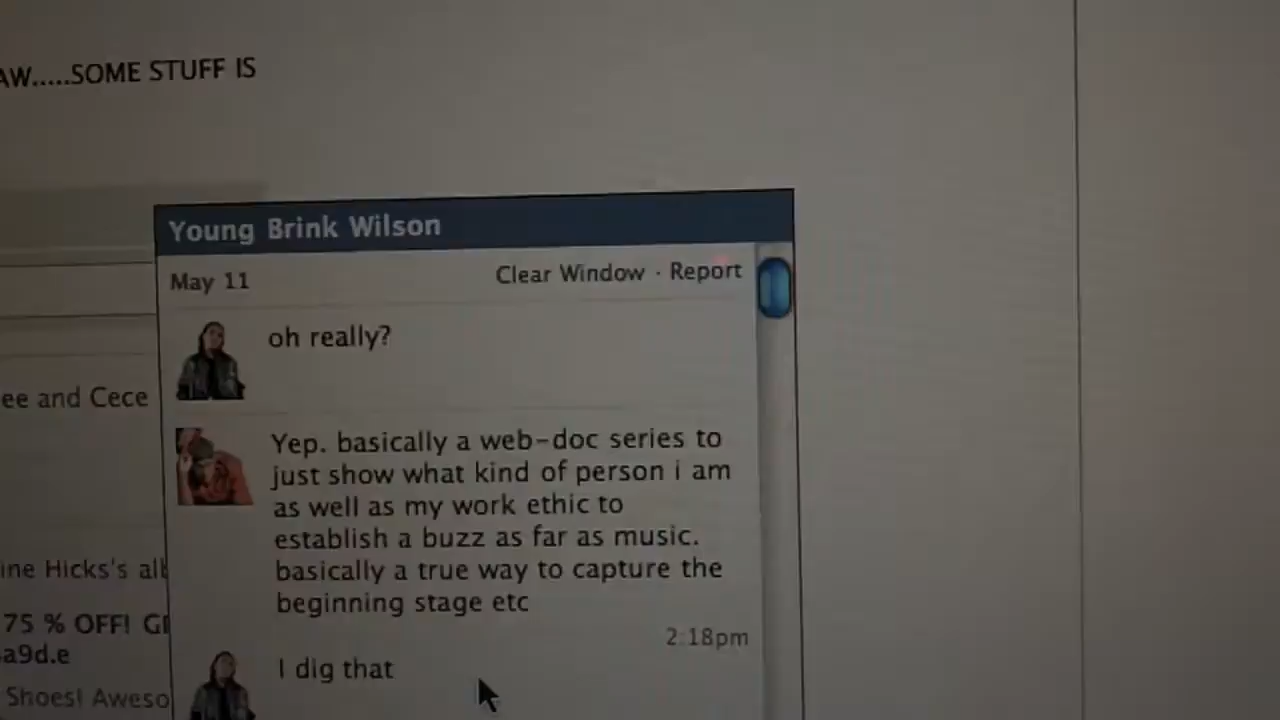 AW.....SOME STUFF IS
Young Brink Wilson
May 11
Clear Window · Report
oh really?
ee and Cece
Yep. basically a web-doc series to
just show what kind of person i am
as well as my work ethic to
establish a buzz as far as music.
basically a true way to capture the
beginning stage etc
2:18pm
I dig that
ine Hicks's alb
75 % OFF! GE
a9d.e
Shoes! Aweso